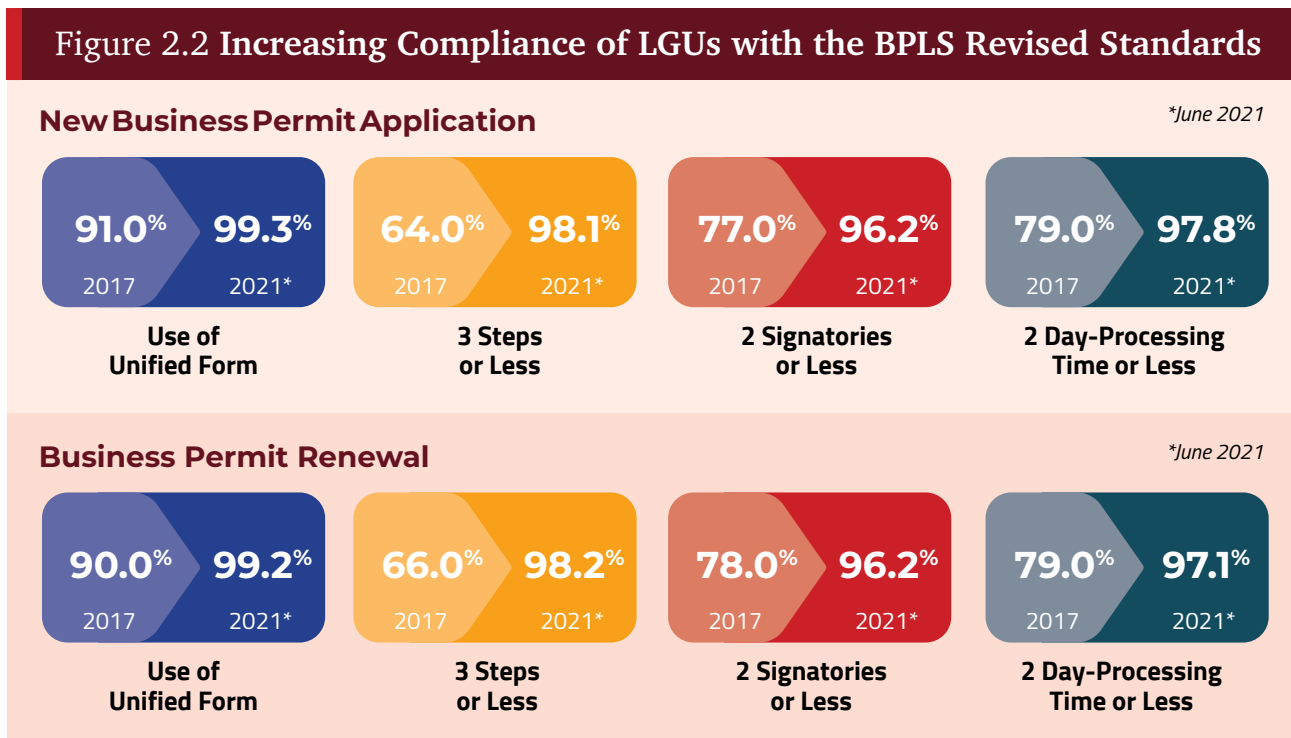 Figure 2.2 Increasing Compliance of LGUs with the BPLS Revised Standards
New Business Permit Application
*June 2021
91.0% 99.3%
2017 2021*
Use of
Unified Form
64.0% 98.1%
2017 2021*
3 Steps
or Less
77.0% 96.2%
2017 2021*
2 Signatories
or Less
79.0% 97.8%
2017 2021*
2 Day-Processing
Time or Less
Business Permit Renewal
*June 2021
90.0% 99.2%
2017 2021*
Use of
Unified Form
66.0% 98.2%
2017 2021*
3 Steps
or Less
78.0% 96.2%
2017 2021*
2 Signatories
or Less
79.0% 97.1%
2017 2021*
2 Day-Processing
Time or Less